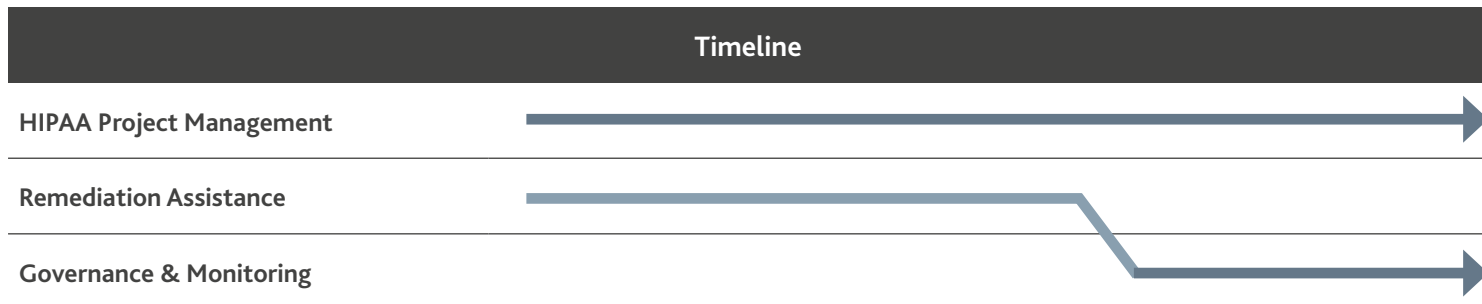 Timeline
HIPAA Project Management
Remediation Assistance
Governance & Monitoring